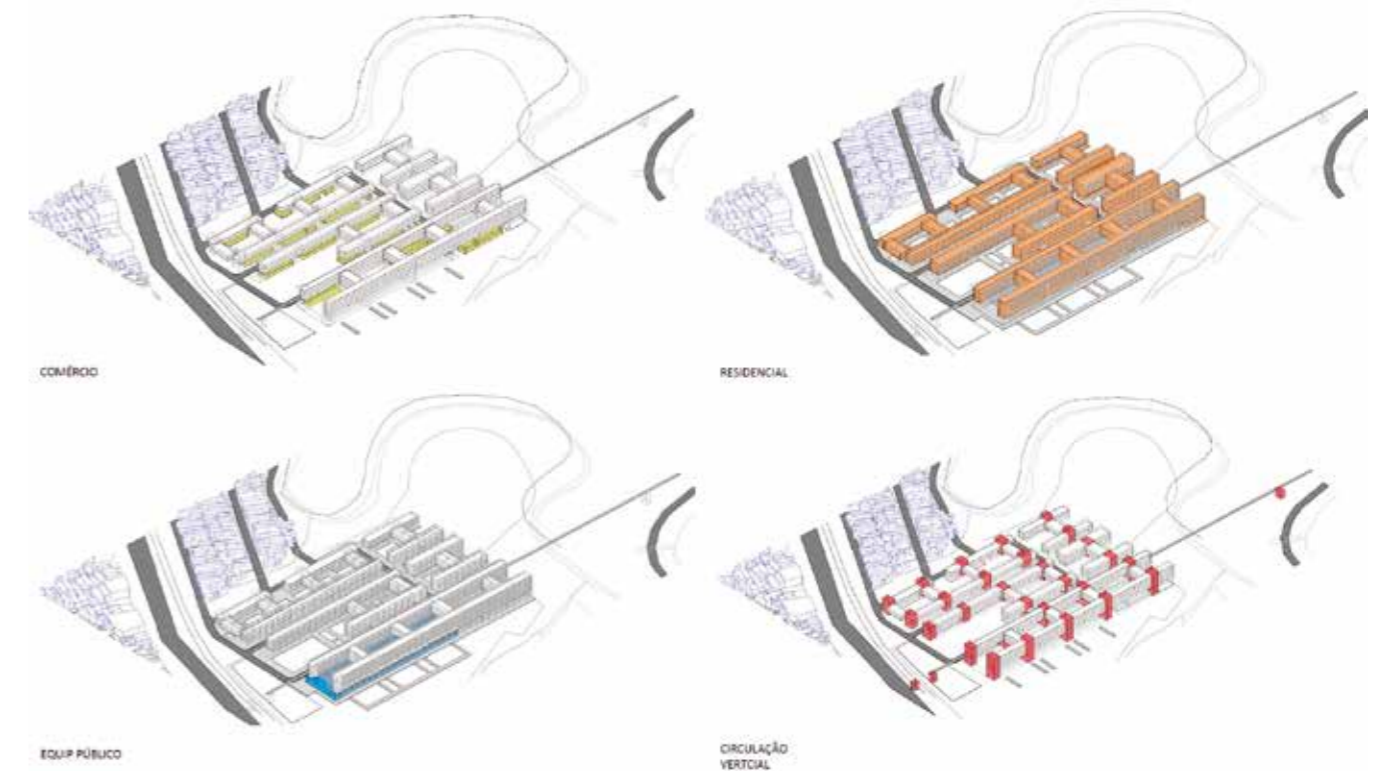 COMÉRCIO
RESIDENCIAL
EQUIP PÚBLICO
CIRCULAÇÃO
VERTCIAL